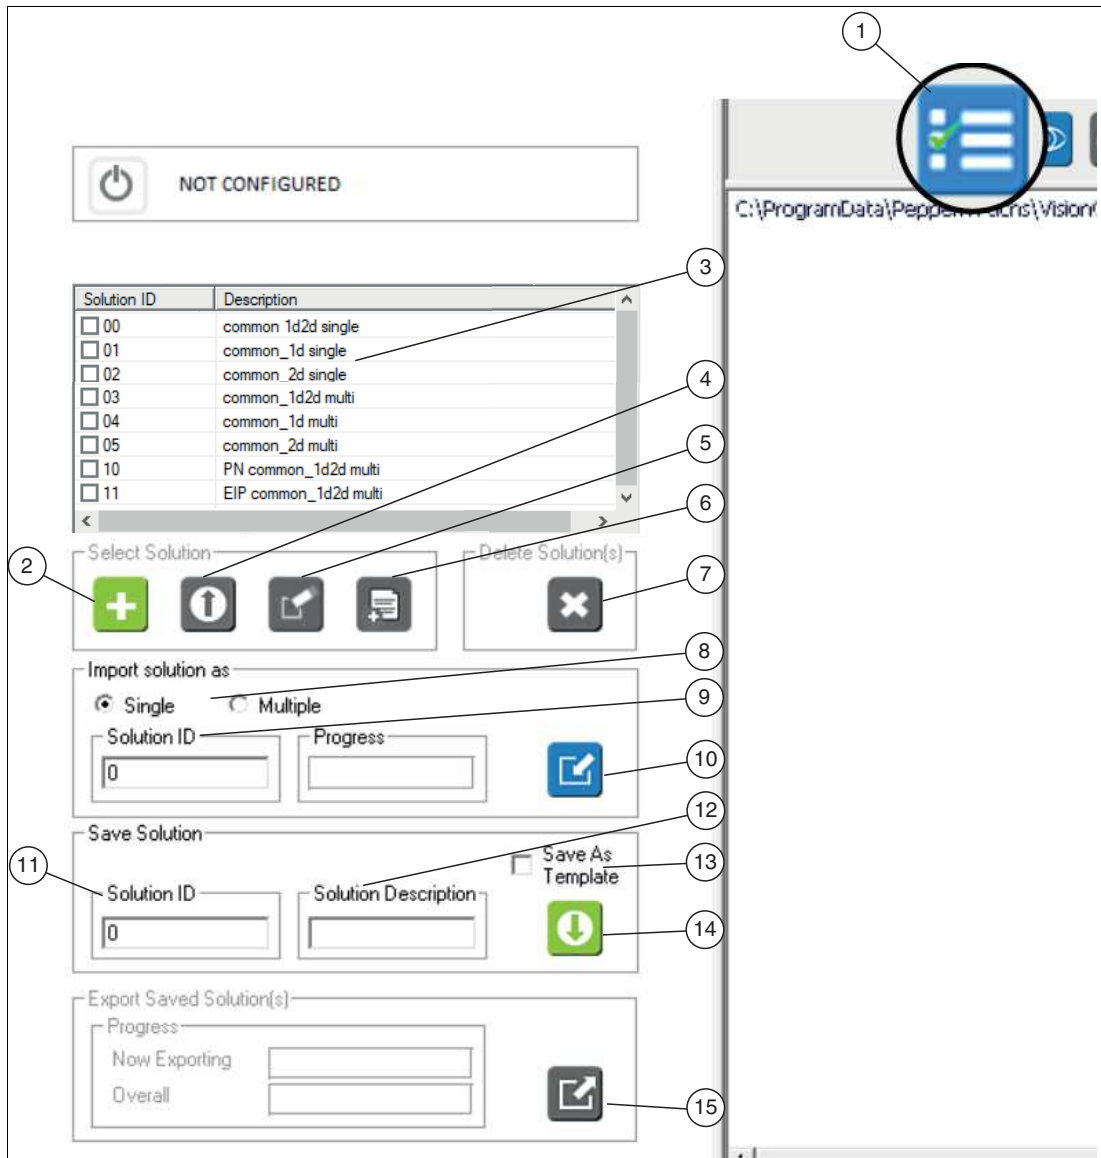 1
NOT CONFIGURED
C:\ProgramData\
\Vision
3
Solution ID Description
00 common 1d2d single
01 common_1d single
02 common_2d single
03 common_1d2d multi
04 common_1d multi
05 common_2d multi
10 PN common_1d2d multi
11 EIP common_1d2d multi
4
5
6
2
Select Solution
Delete Solution(s)
7
Import solution as
8
Single Multiple
9
Solution ID Progress
0
10
12
Save Solution
Save As
Template
13
11
Solution ID Solution Description
0
14
Export Saved Solution(s)
Progress
Now Exporting
Overall
15